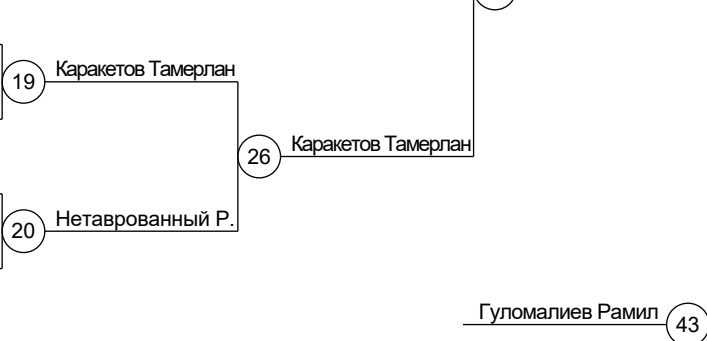 19
Каракетов Тамерлан
26
Каракетов Тамерлан
20
Нетаврованный Р.
Гуломалиев Рамил
43